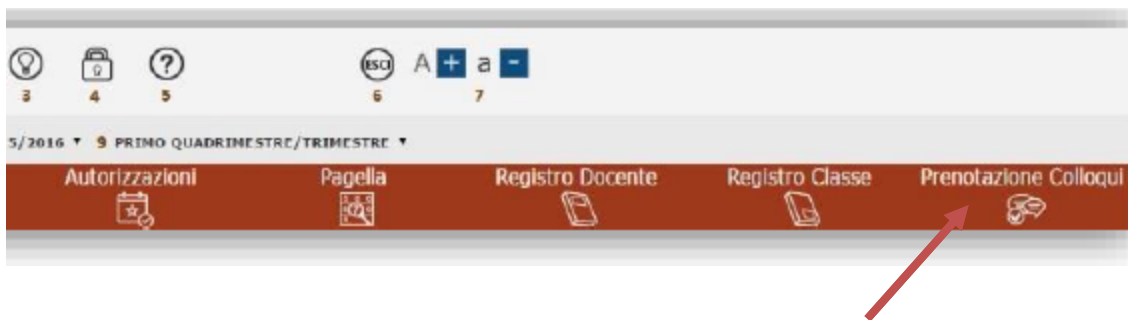 ESCI A + a -
3 4 5 6 7
5/2016 ▼ 9 PRIMO QUADRIMESTRE/TRIMESTRE ▼
Autorizzazioni Pagella Registro Docente Registro Classe Prenotazione Colloqui